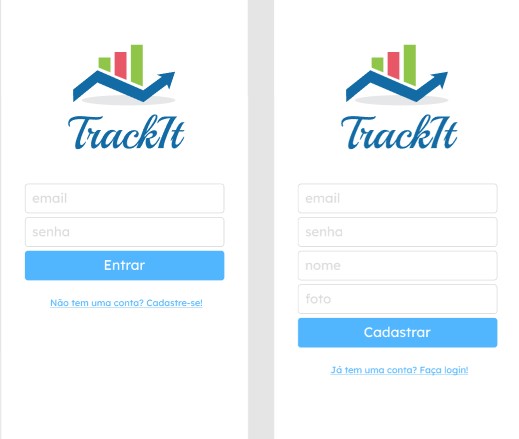 TrackIt
email
senha
Entrar
Não tem uma conta? Cadastre-se!
TrackIt
email
senha
nome
foto
Cadastrar
Já tem uma conta? Faça login!